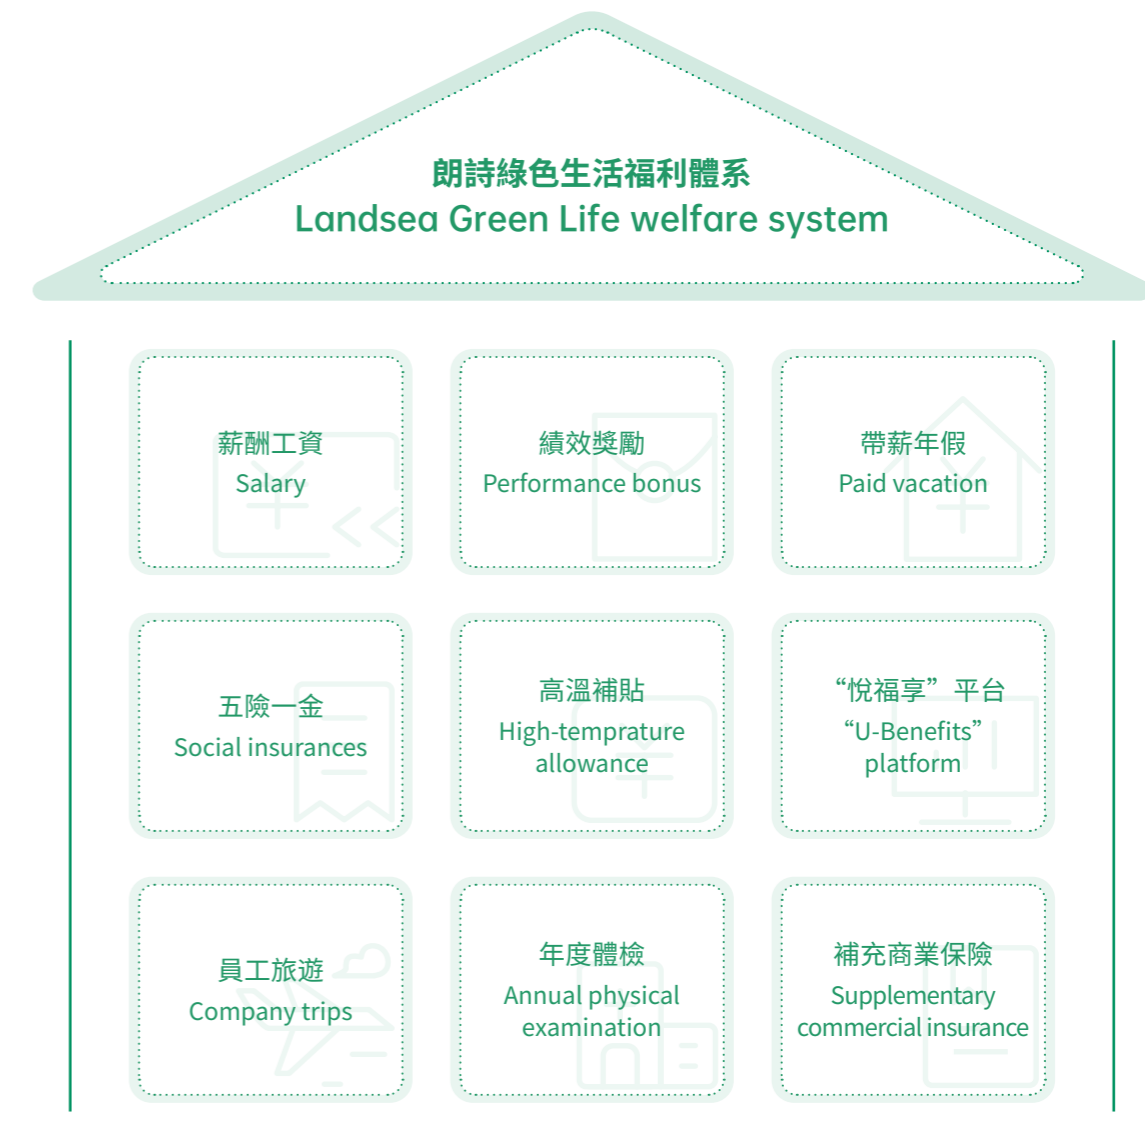 朗詩綠色生活福利體系
Landsea Green Life welfare system
薪酬工資
Salary
績效獎勵
Performance bonus
帶薪年假
Paid vacation
五險一金
Social insurances
高溫補貼
High-temprature
allowance
“悅福享”平台
“U-Benefits”
platform
員工旅遊
Company trips
年度體檢
Annual physical
examination
補充商業保險
Supplementary
commercial insurance